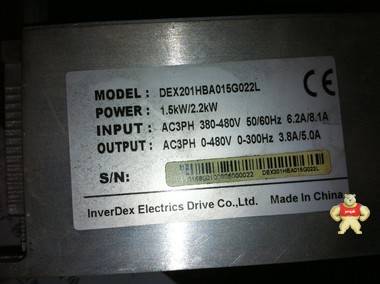 MODEL : DEX201HBA015G022L
POWER : 1.5kW/2.2kW
INPUT : AC3PH 380-480V 50/60Hz 6.2A/8.1A
OUTPUT : AC3PH 0-480V 0-300Hz 3.8A/5.0A
S/N:
DEX201HBA015G022L
InverDex Electrics Drive Co.,Ltd. Made In China